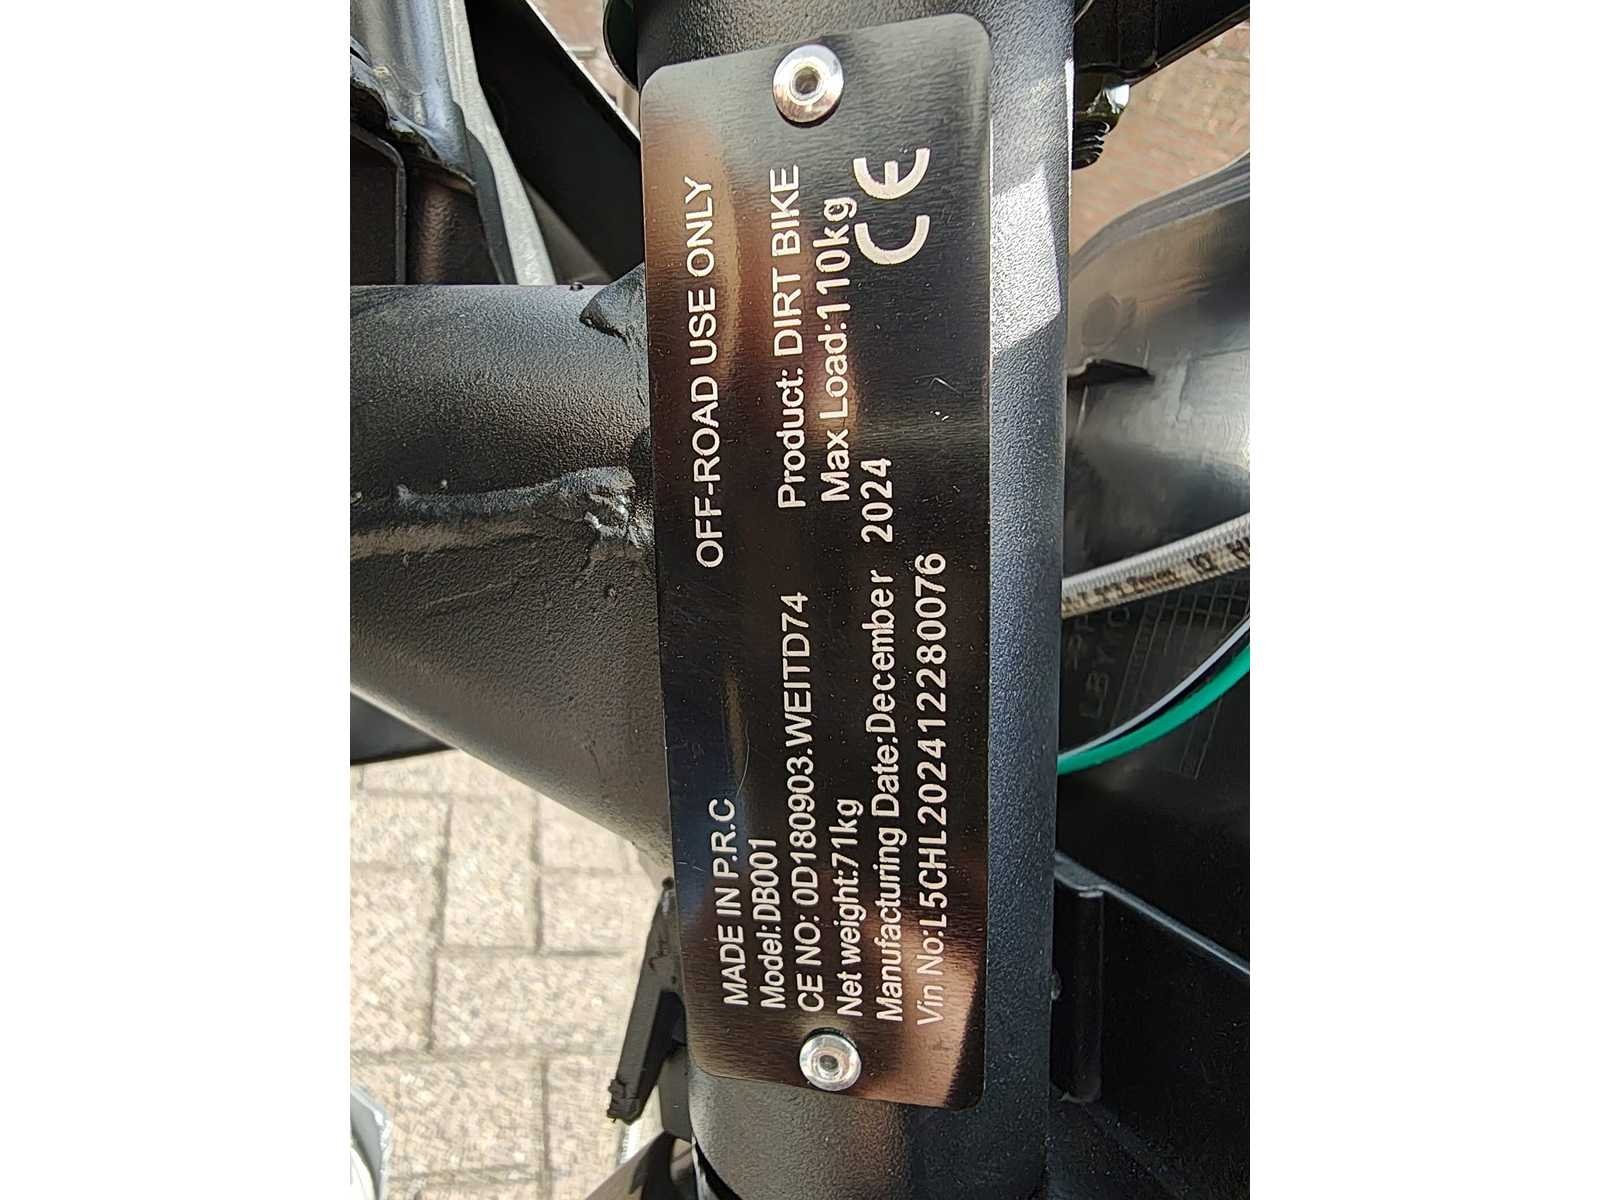 OFF-ROAD USE ONLY
MADE IN P.R.C
Model:DB001
Product: DIRT BIKE
CE NO: 0D180903.WEITD74
Max Load:110kg
Net weight:71kg
CE
Manufacturing Date:December 2024
Vin No:L5CHL202412280076